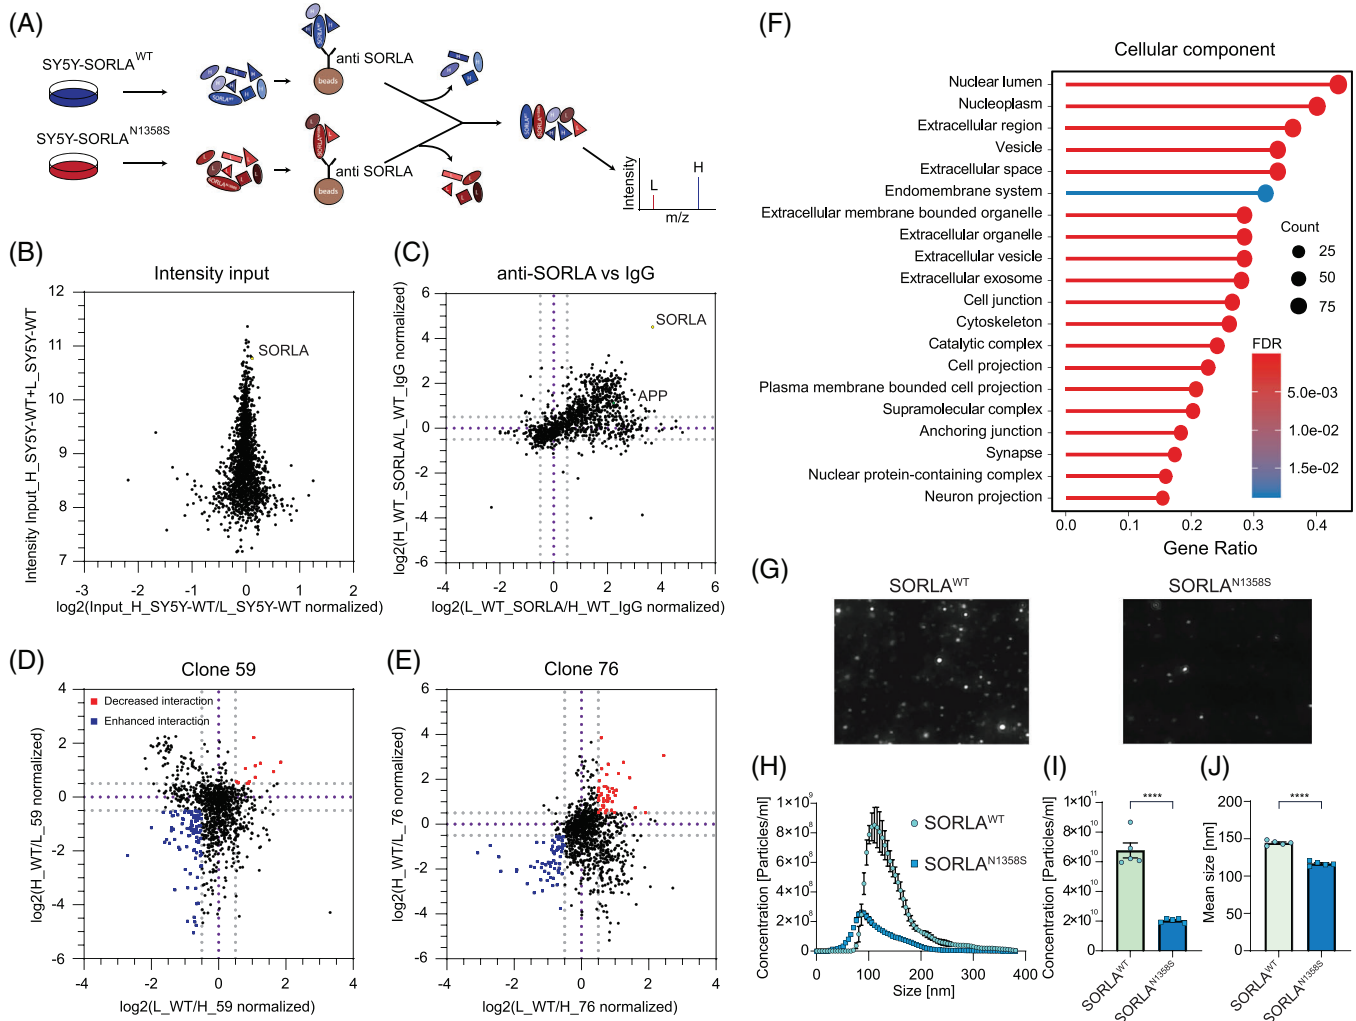 (A)
SY5Y-SORLA^WT
SY5Y-SORLA^N1358S
anti SORLA
beads
anti SORLA
beads
Intensity
L
H
m/z
(B)
Intensity input
Intensity Input_H_SY5Y-WT+L_SY5Y-WT
12
11
10
9
8
7
SORLA
-3
-2
-1
0
1
2
log2(Input_H_SY5Y-WT/L_SY5Y-WT normalized)
(C)
anti-SORLA vs IgG
log2(H_WT_SORLA/L_WT_IgG normalized)
6
4
2
0
-2
-4
-6
SORLA
APP
-4
-2
0
2
4
6
log2(L_WT_SORLA/H_WT_IgG normalized)
(D)
Clone 59
log2(H_WT/L_59 normalized)
4
2
0
-2
-4
-6
Decreased interaction
Enhanced interaction
-4
-2
0
2
4
log2(L_WT/H_59 normalized)
(E)
Clone 76
log2(H_WT/L_76 normalized)
6
4
2
0
-2
-4
-6
-4
-2
0
2
4
log2(L_WT/H_76 normalized)
(F)
Cellular component
Nuclear lumen
Nucleoplasm
Extracellular region
Vesicle
Extracellular space
Endomembrane system
Extracellular membrane bounded organelle
Extracellular organelle
Extracellular vesicle
Extracellular exosome
Cell junction
Cytoskeleton
Catalytic complex
Cell projection
Plasma membrane bounded cell projection
Supramolecular complex
Anchoring junction
Synapse
Nuclear protein-containing complex
Neuron projection
Count
25
50
75
FDR
5.0e-03
1.0e-02
1.5e-02
0.0
0.1
0.2
0.3
0.4
Gene Ratio
(G)
SORLA^WT
SORLA^N1358S
(H)
Concentration [Particles/ml]
1×10^9
8×10^8
6×10^8
4×10^8
2×10^8
0
SORLA^WT
SORLA^N1358S
0
100
200
300
400
Size [nm]
(I)
Concentration [Particles/ml]
1×10^11
8×10^10
6×10^10
4×10^10
2×10^10
0
****
SORLA^WT
SORLA^N1358S
(J)
Mean size [nm]
200
150
100
50
0
****
SORLA^WT
SORLA^N1358S